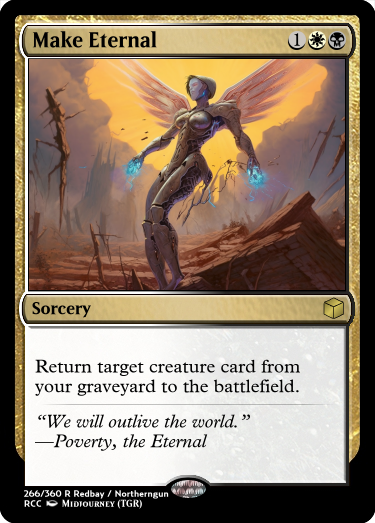 Make Eternal 1
Sorcery
Return target creature card from
your graveyard to the battlefield.
“We will outlive the world.”
—Poverty, the Eternal
266/360 R Redbay / Northerngun
RCC Midjourney (TGR)